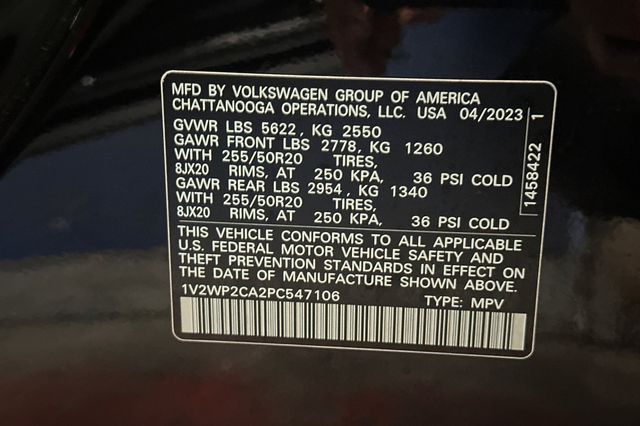 MFD BY VOLKSWAGEN GROUP OF AMERICA
CHATTANOOGA OPERATIONS, LLC. USA 04/2023
GVWR LBS 5622, KG 2550
GAWR FRONT LBS 2778, KG 1260
WITH 255/50R20 TIRES,
8JX20 RIMS, AT 250 KPA, 36 PSI COLD
GAWR REAR LBS 2954, KG 1340
WITH 255/50R20 TIRES,
8JX20 RIMS, AT 250 KPA, 36 PSI COLD
THIS VEHICLE CONFORMS TO ALL APPLICABLE
U.S. FEDERAL MOTOR VEHICLE SAFETY AND
THEFT PREVENTION STANDARDS IN EFFECT ON
THE DATE OF MANUFACTURE SHOWN ABOVE.
1V2WP2CA2PC547106 TYPE: MPV
1458422 1